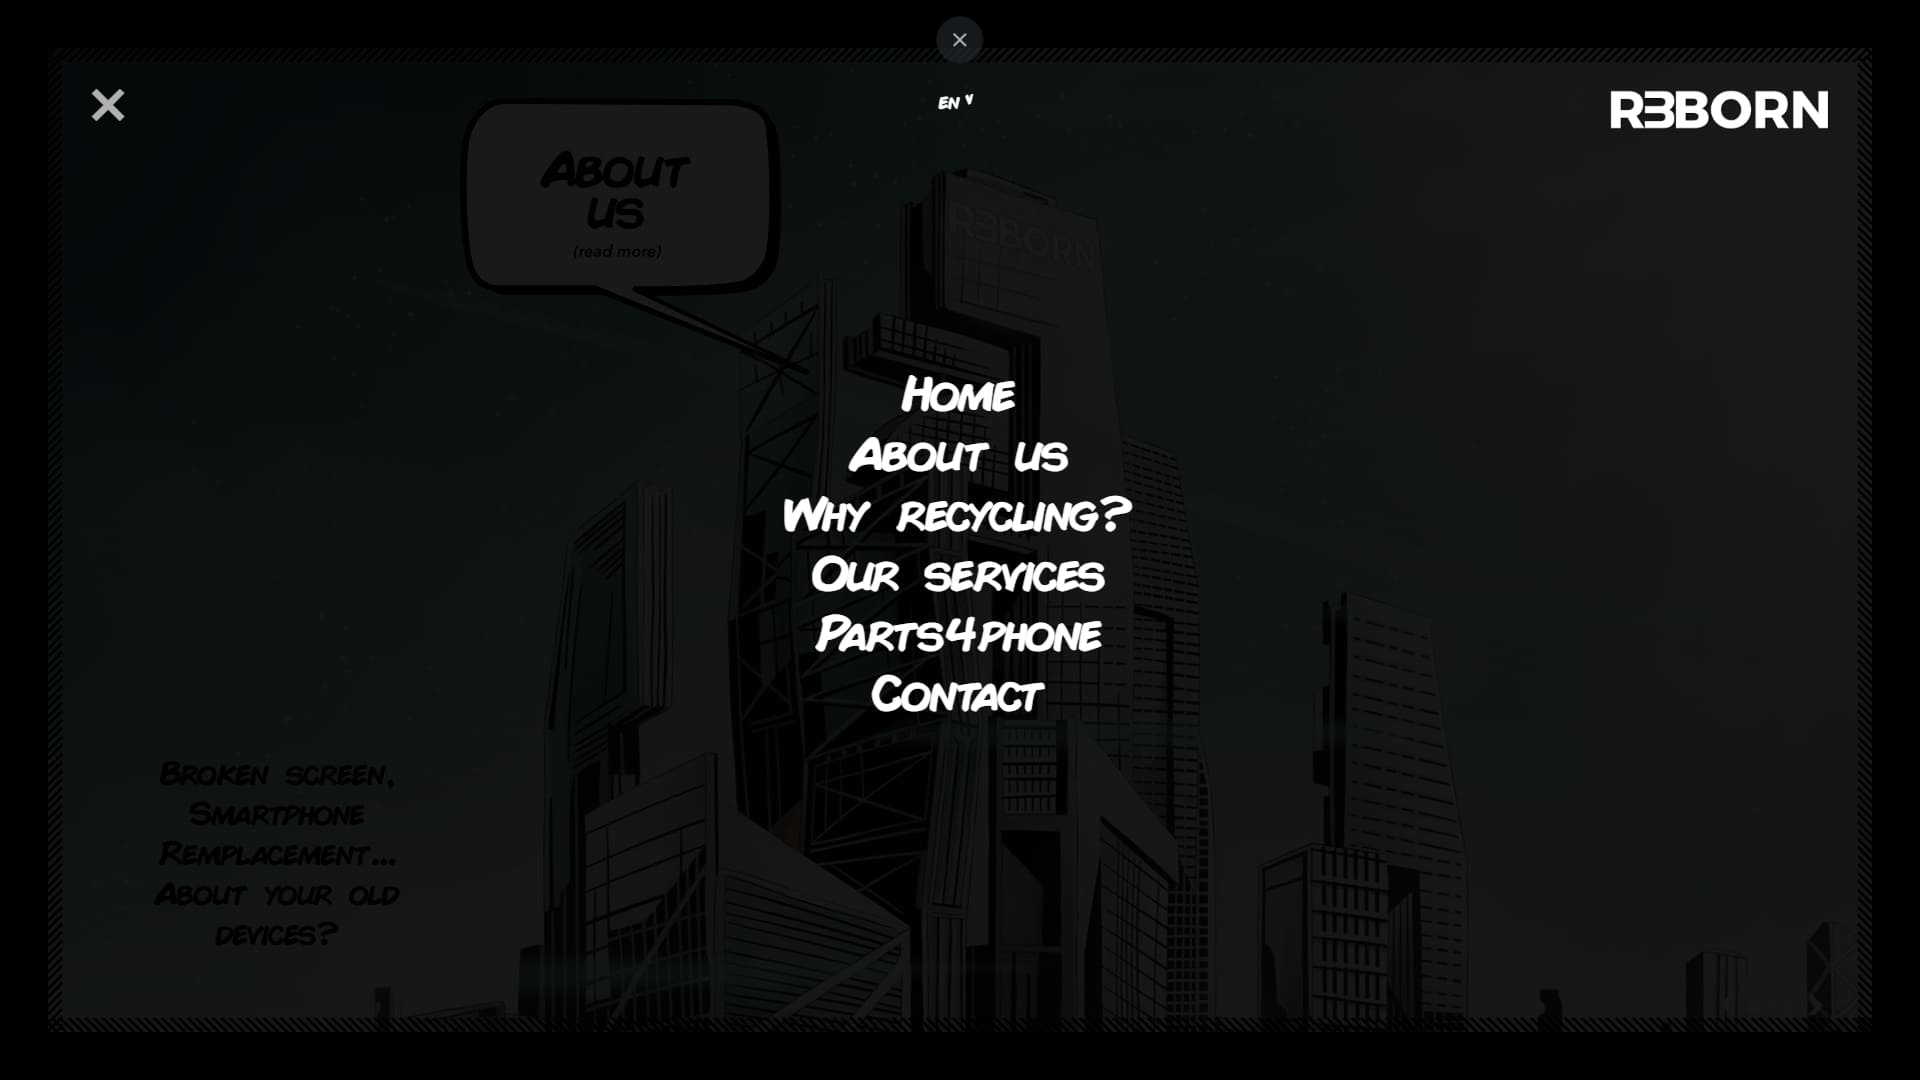 EN v
R3BORN
About
us
(read more)
R3BORN
Home
About us
Why recycling?
Our services
Parts4phone
Contact
Broken screen,
Smartphone
Remplacement...
About your old
devices?